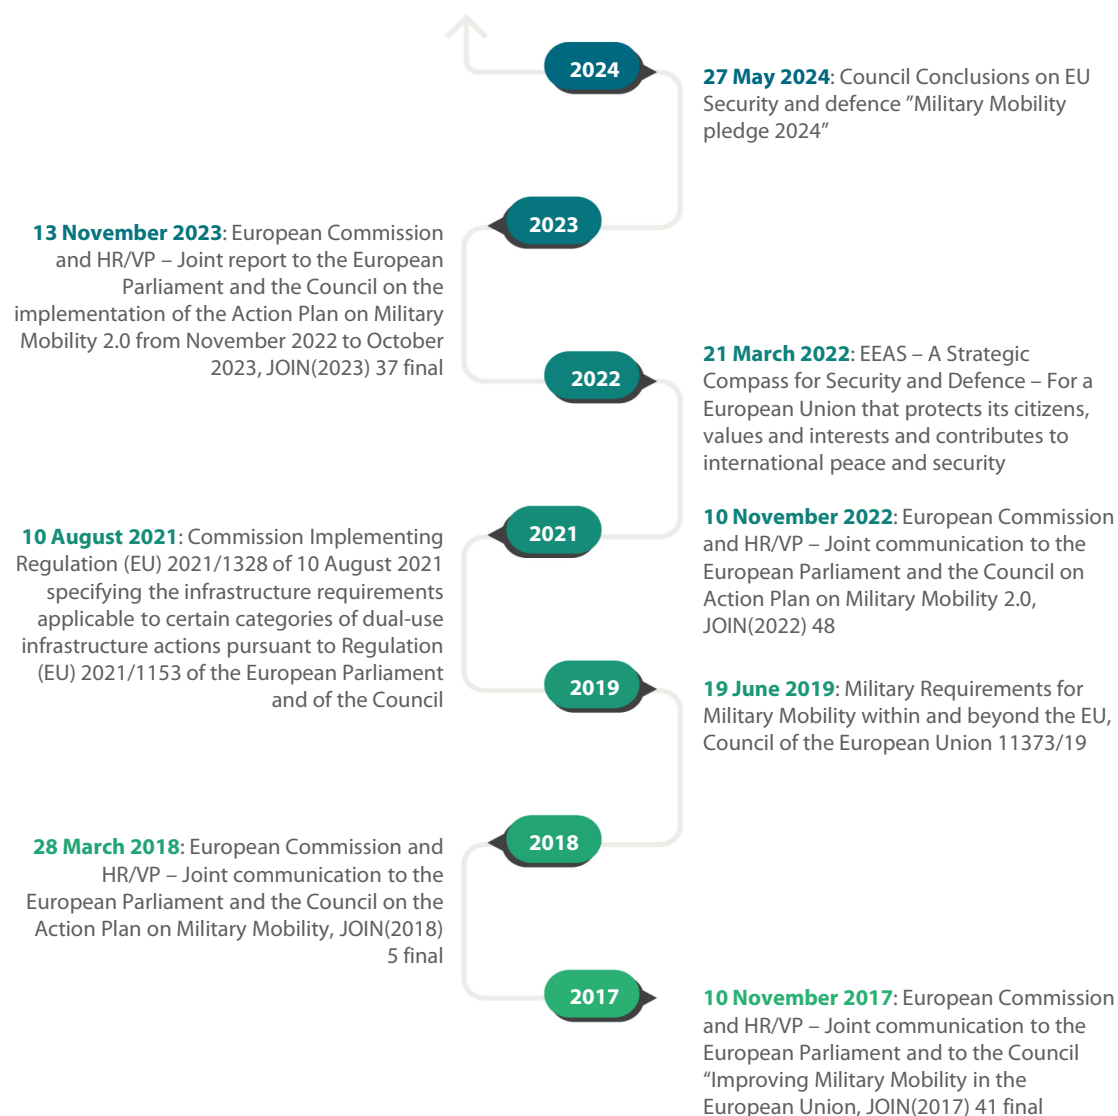 2024
27 May 2024: Council Conclusions on EU
Security and defence ”Military Mobility
pledge 2024”
2023
13 November 2023: European Commission
and HR/VP – Joint report to the European
Parliament and the Council on the
implementation of the Action Plan on Military
Mobility 2.0 from November 2022 to October
2023, JOIN(2023) 37 final
2022
21 March 2022: EEAS – A Strategic
Compass for Security and Defence – For a
European Union that protects its citizens,
values and interests and contributes to
international peace and security
10 November 2022: European Commission
and HR/VP – Joint communication to the
European Parliament and the Council on
Action Plan on Military Mobility 2.0,
JOIN(2022) 48
2021
10 August 2021: Commission Implementing
Regulation (EU) 2021/1328 of 10 August 2021
specifying the infrastructure requirements
applicable to certain categories of dual-use
infrastructure actions pursuant to Regulation
(EU) 2021/1153 of the European Parliament
and of the Council
2019
19 June 2019: Military Requirements for
Military Mobility within and beyond the EU,
Council of the European Union 11373/19
2018
28 March 2018: European Commission and
HR/VP – Joint communication to the
European Parliament and the Council on the
Action Plan on Military Mobility, JOIN(2018)
5 final
2017
10 November 2017: European Commission
and HR/VP – Joint communication to the
European Parliament and to the Council
“Improving Military Mobility in the
European Union, JOIN(2017) 41 final